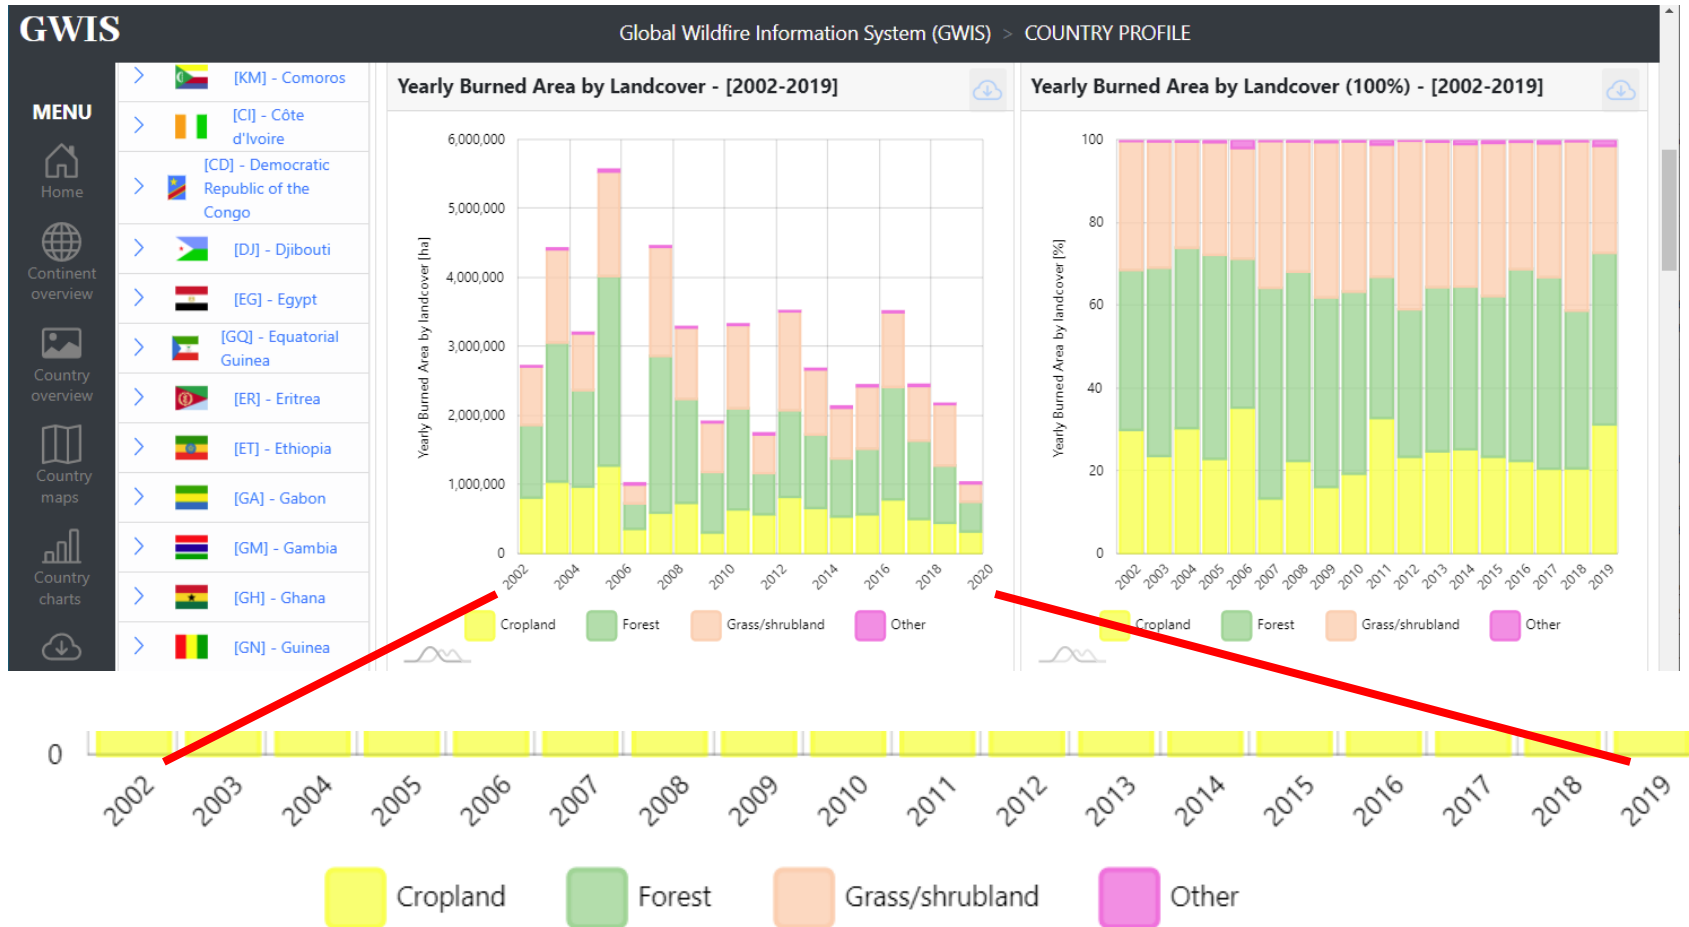 GWIS
Global Wildfire Information System (GWIS) > COUNTRY PROFILE
MENU
Home
Continent
overview
Country
overview
Country
maps
Country
charts
[KM] - Comoros
[CI] - Côte
d'Ivoire
[CD] - Democratic
Republic of the
Congo
[DJ] - Djibouti
[EG] - Egypt
[GQ] - Equatorial
Guinea
[ER] - Eritrea
[ET] - Ethiopia
[GA] - Gabon
[GM] - Gambia
[GH] - Ghana
[GN] - Guinea
Yearly Burned Area by Landcover - [2002-2019]
Yearly Burned Area by landcover [ha]
6,000,000
5,000,000
4,000,000
3,000,000
2,000,000
1,000,000
0
2002 2004 2006 2008 2010 2012 2014 2016 2018 2020
Cropland Forest Grass/shrubland Other
Yearly Burned Area by Landcover (100%) - [2002-2019]
Yearly Burned Area by landcover [%]
100
80
60
40
20
0
2002 2003 2004 2005 2006 2007 2008 2009 2010 2011 2012 2013 2014 2015 2016 2017 2018 2019
Cropland Forest Grass/shrubland Other
0
2002 2003 2004 2005 2006 2007 2008 2009 2010 2011 2012 2013 2014 2015 2016 2017 2018 2019
Cropland Forest Grass/shrubland Other